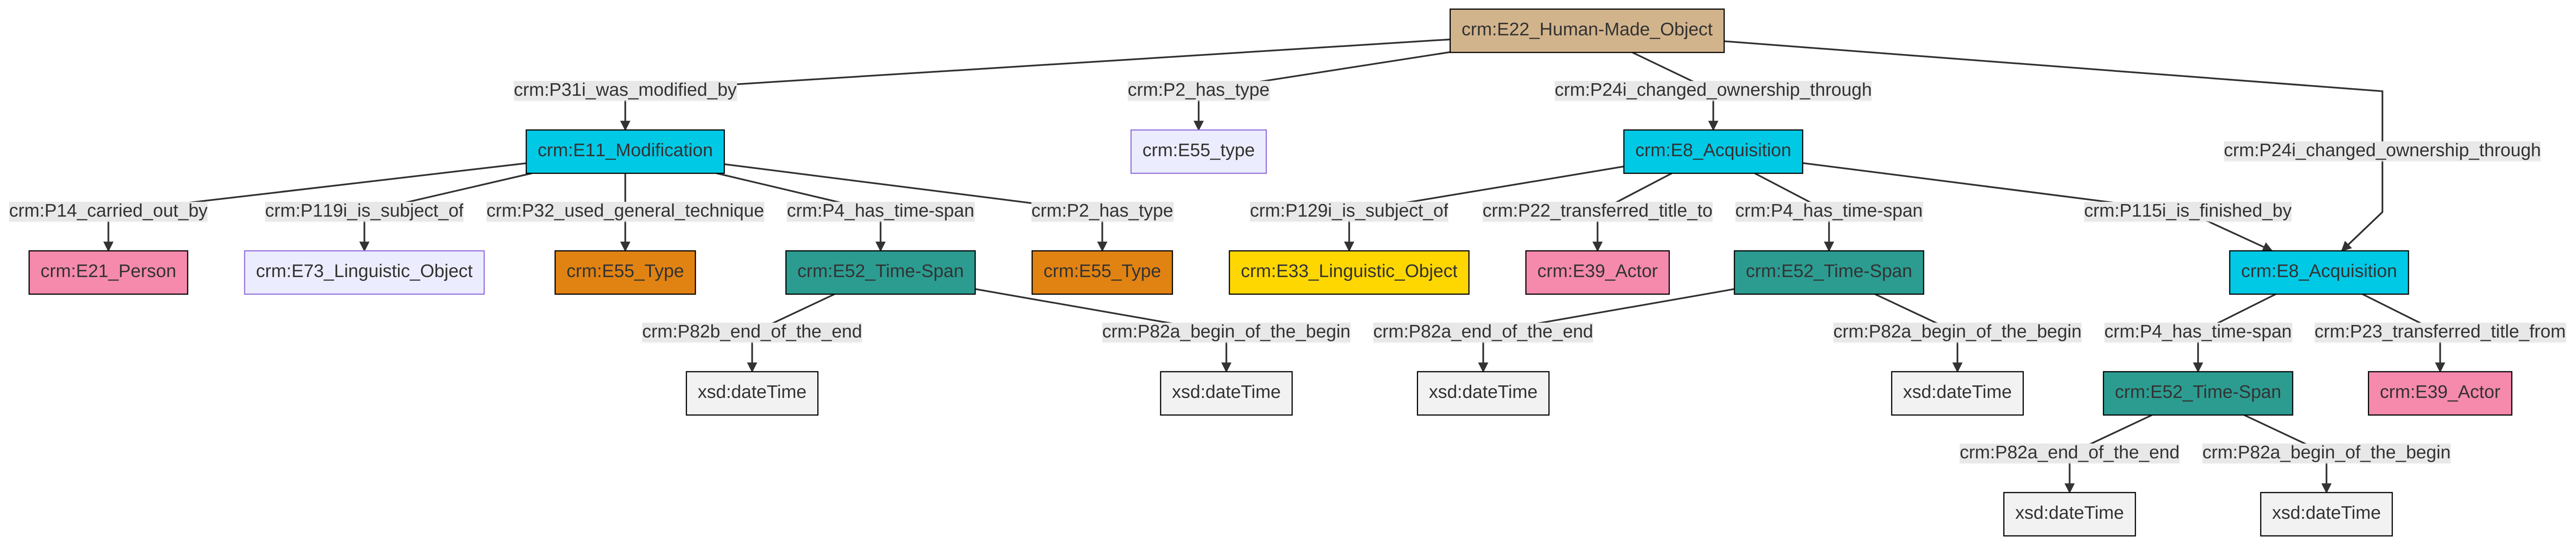 crm:E22_Human-Made_Object
crm:P31i_was_modified_by
crm:P2_has_type
crm:P24i_changed_ownership_through
crm:P24i_changed_ownership_through
crm:E11_Modification
crm:E55_type
crm:E8_Acquisition
crm:P14_carried_out_by
crm:P119i_is_subject_of
crm:P32_used_general_technique
crm:P4_has_time-span
crm:P2_has_type
crm:P129i_is_subject_of
crm:P22_transferred_title_to
crm:P4_has_time-span
crm:P115i_is_finished_by
crm:E21_Person
crm:E73_Linguistic_Object
crm:E55_Type
crm:E52_Time-Span
crm:E55_Type
crm:E33_Linguistic_Object
crm:E39_Actor
crm:E52_Time-Span
crm:E8_Acquisition
crm:P82b_end_of_the_end
crm:P82a_begin_of_the_begin
crm:P82a_end_of_the_end
crm:P82a_begin_of_the_begin
crm:P4_has_time-span
crm:P23_transferred_title_from
xsd:dateTime
xsd:dateTime
xsd:dateTime
xsd:dateTime
crm:E52_Time-Span
crm:E39_Actor
crm:P82a_end_of_the_end
crm:P82a_begin_of_the_begin
xsd:dateTime
xsd:dateTime